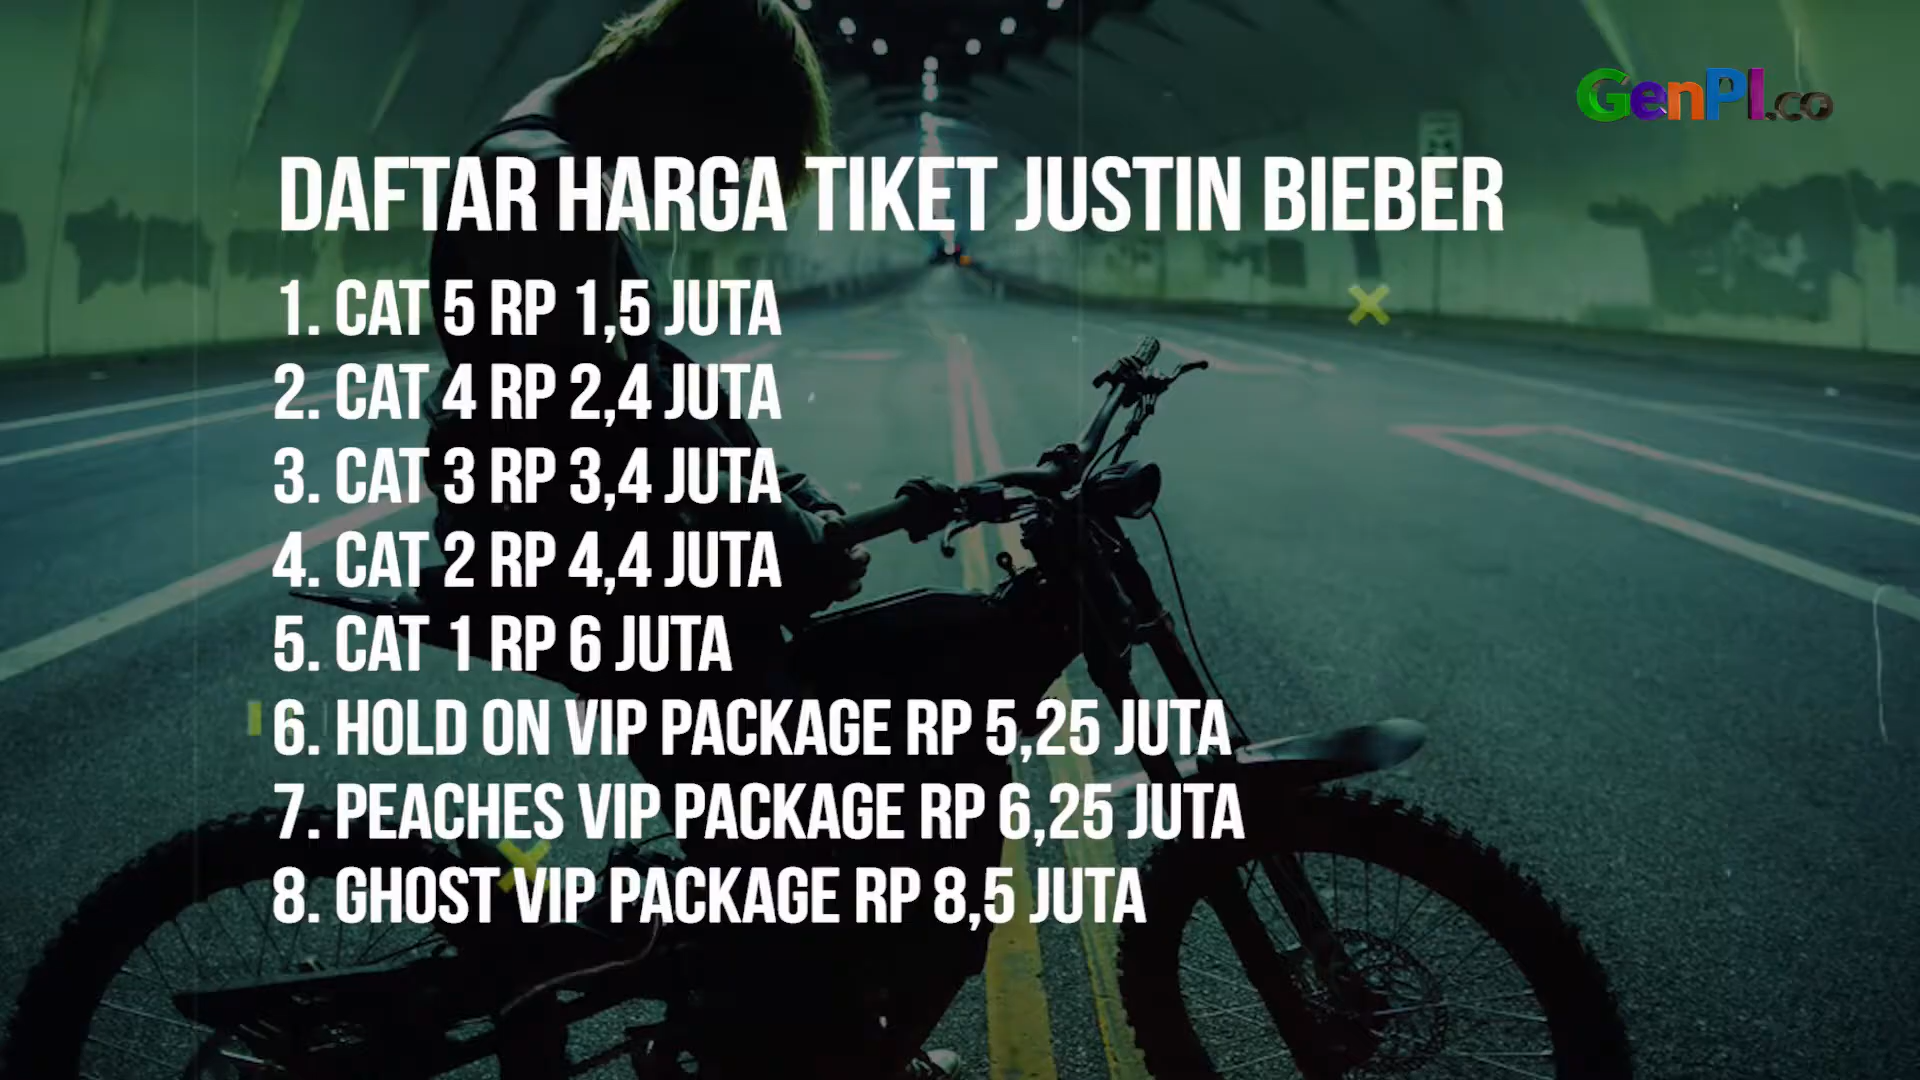 GenPI.co
DAFTAR HARGA TIKET JUSTIN BIEBER
1. CAT 5 RP 1,5 JUTA
2. CAT 4 RP 2,4 JUTA
3. CAT 3 RP 3,4 JUTA
4. CAT 2 RP 4,4 JUTA
5. CAT 1 RP 6 JUTA
6. HOLD ON VIP PACKAGE RP 5,25 JUTA
7. PEACHES VIP PACKAGE RP 6,25 JUTA
8. GHOST VIP PACKAGE RP 8,5 JUTA